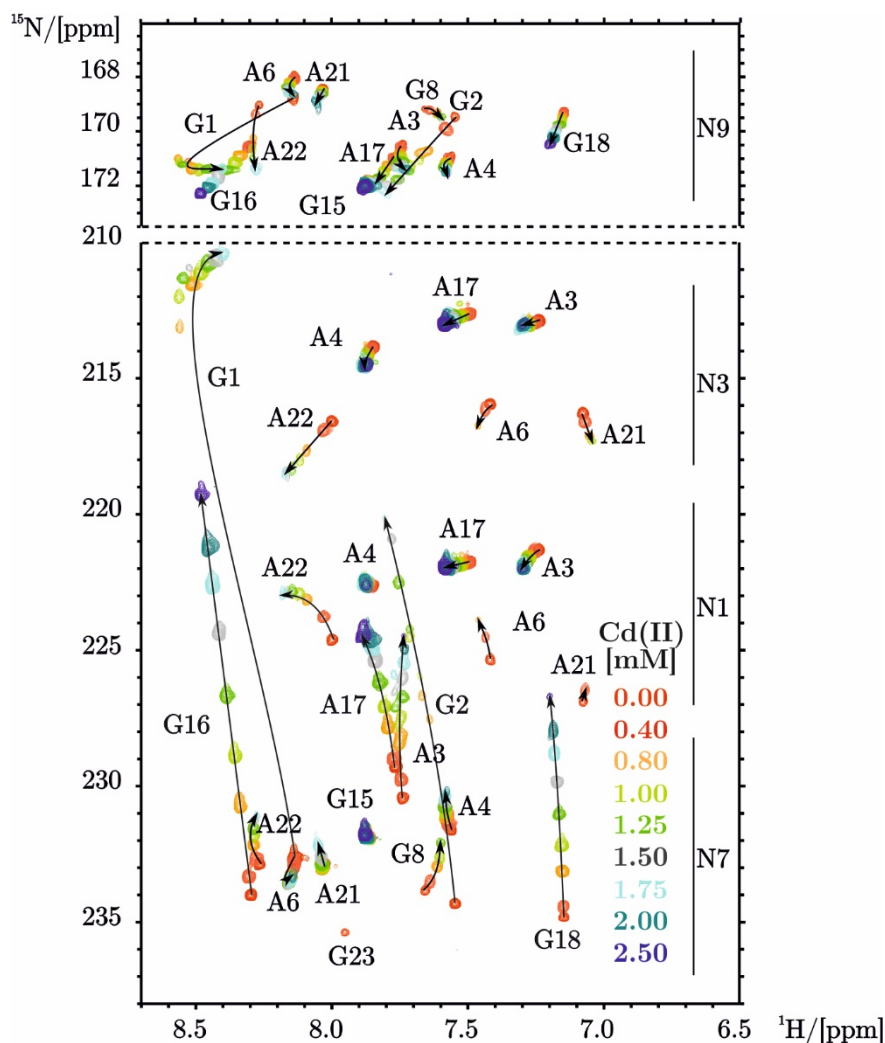 ¹⁵N/[ppm]
168
170
172
210
215
220
225
230
235
A6 A21
G8 G2
G1
A3
A22
A17
A4
G18
G16
G15
N9
A17
A3
A4
G1
A22
A6
A21
N3
A17
A4
A3
A22
A6
N1
Cd(II)
[mM]
A21
0.00
0.40
0.80
1.00
1.25
1.50
1.75
2.00
2.50
A17
G2
G16
A3
G15
A4
A22
G8
N7
A6
A21
G18
G23
8.5 8.0 7.5 7.0 6.5 ¹H/[ppm]